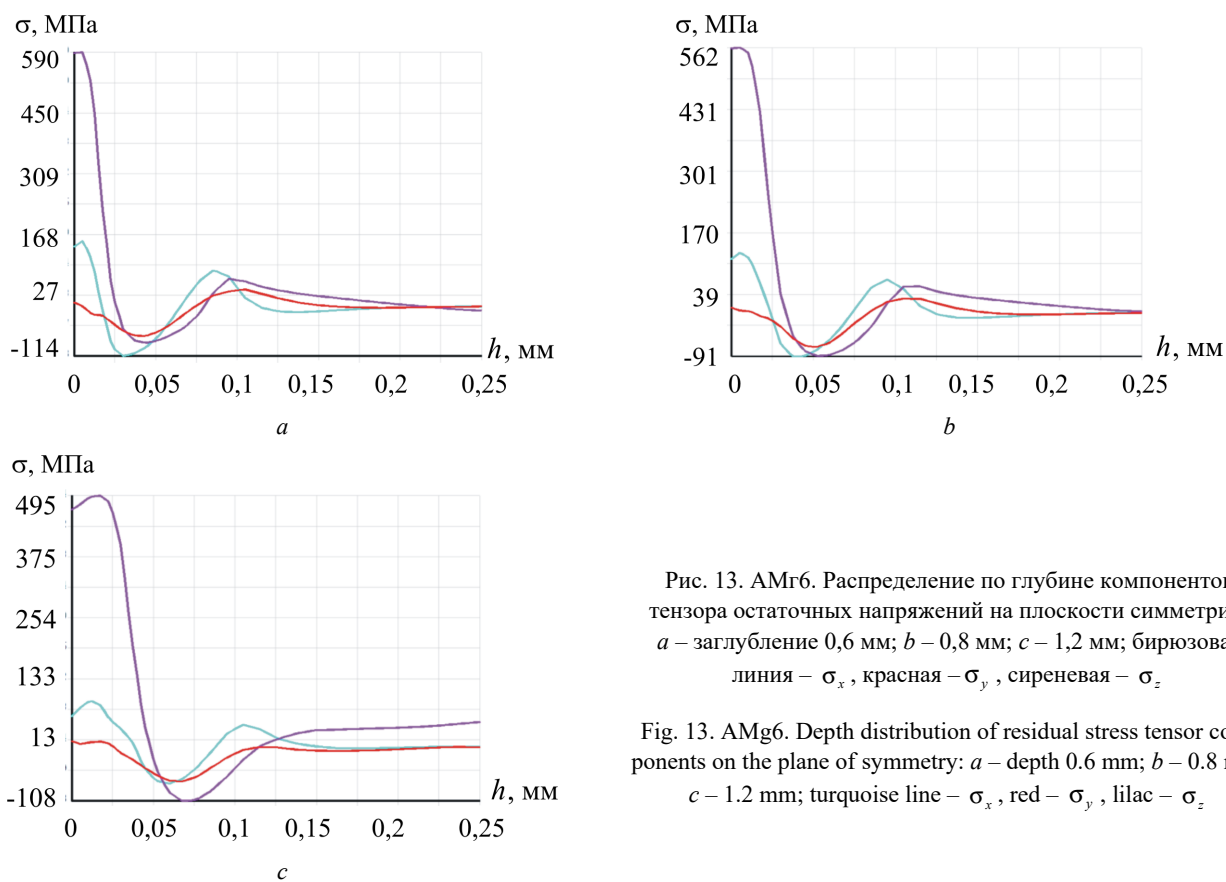 σ, МПа
590
450
309
168
27
-114
0 0,05 0,1 0,15 0,2 0,25
h, мм
a
σ, МПа
562
431
301
170
39
-91
0 0,05 0,1 0,15 0,2 0,25
h, мм
b
σ, МПа
495
375
254
133
13
-108
0 0,05 0,1 0,15 0,2 0,25
h, мм
c
Рис. 13. АМг6. Распределение по глубине
тензора остаточных напряжений на плоскости
a – заглубление 0,6 мм; b – 0,8 мм; c – 1,2 мм;
линия – σx , красная – σy , сиреневая – σz
Fig. 13. AMg6. Depth distribution of residual stress tensor
on the plane of symmetry: a – depth 0.6 mm; b – 0.8
c – 1.2 mm; turquoise line – σx , red – σy , lilac – σz